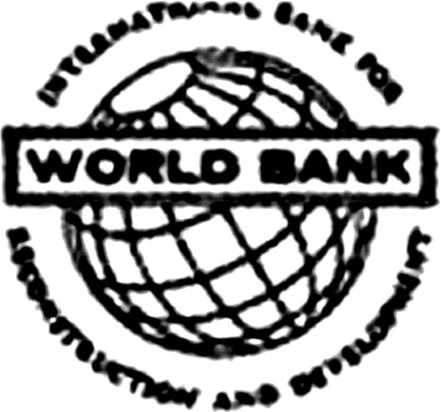 INTERNATIONAL BANK FOR
WORLD BANK
RECONSTRUCTION AND DEVELOPMENT